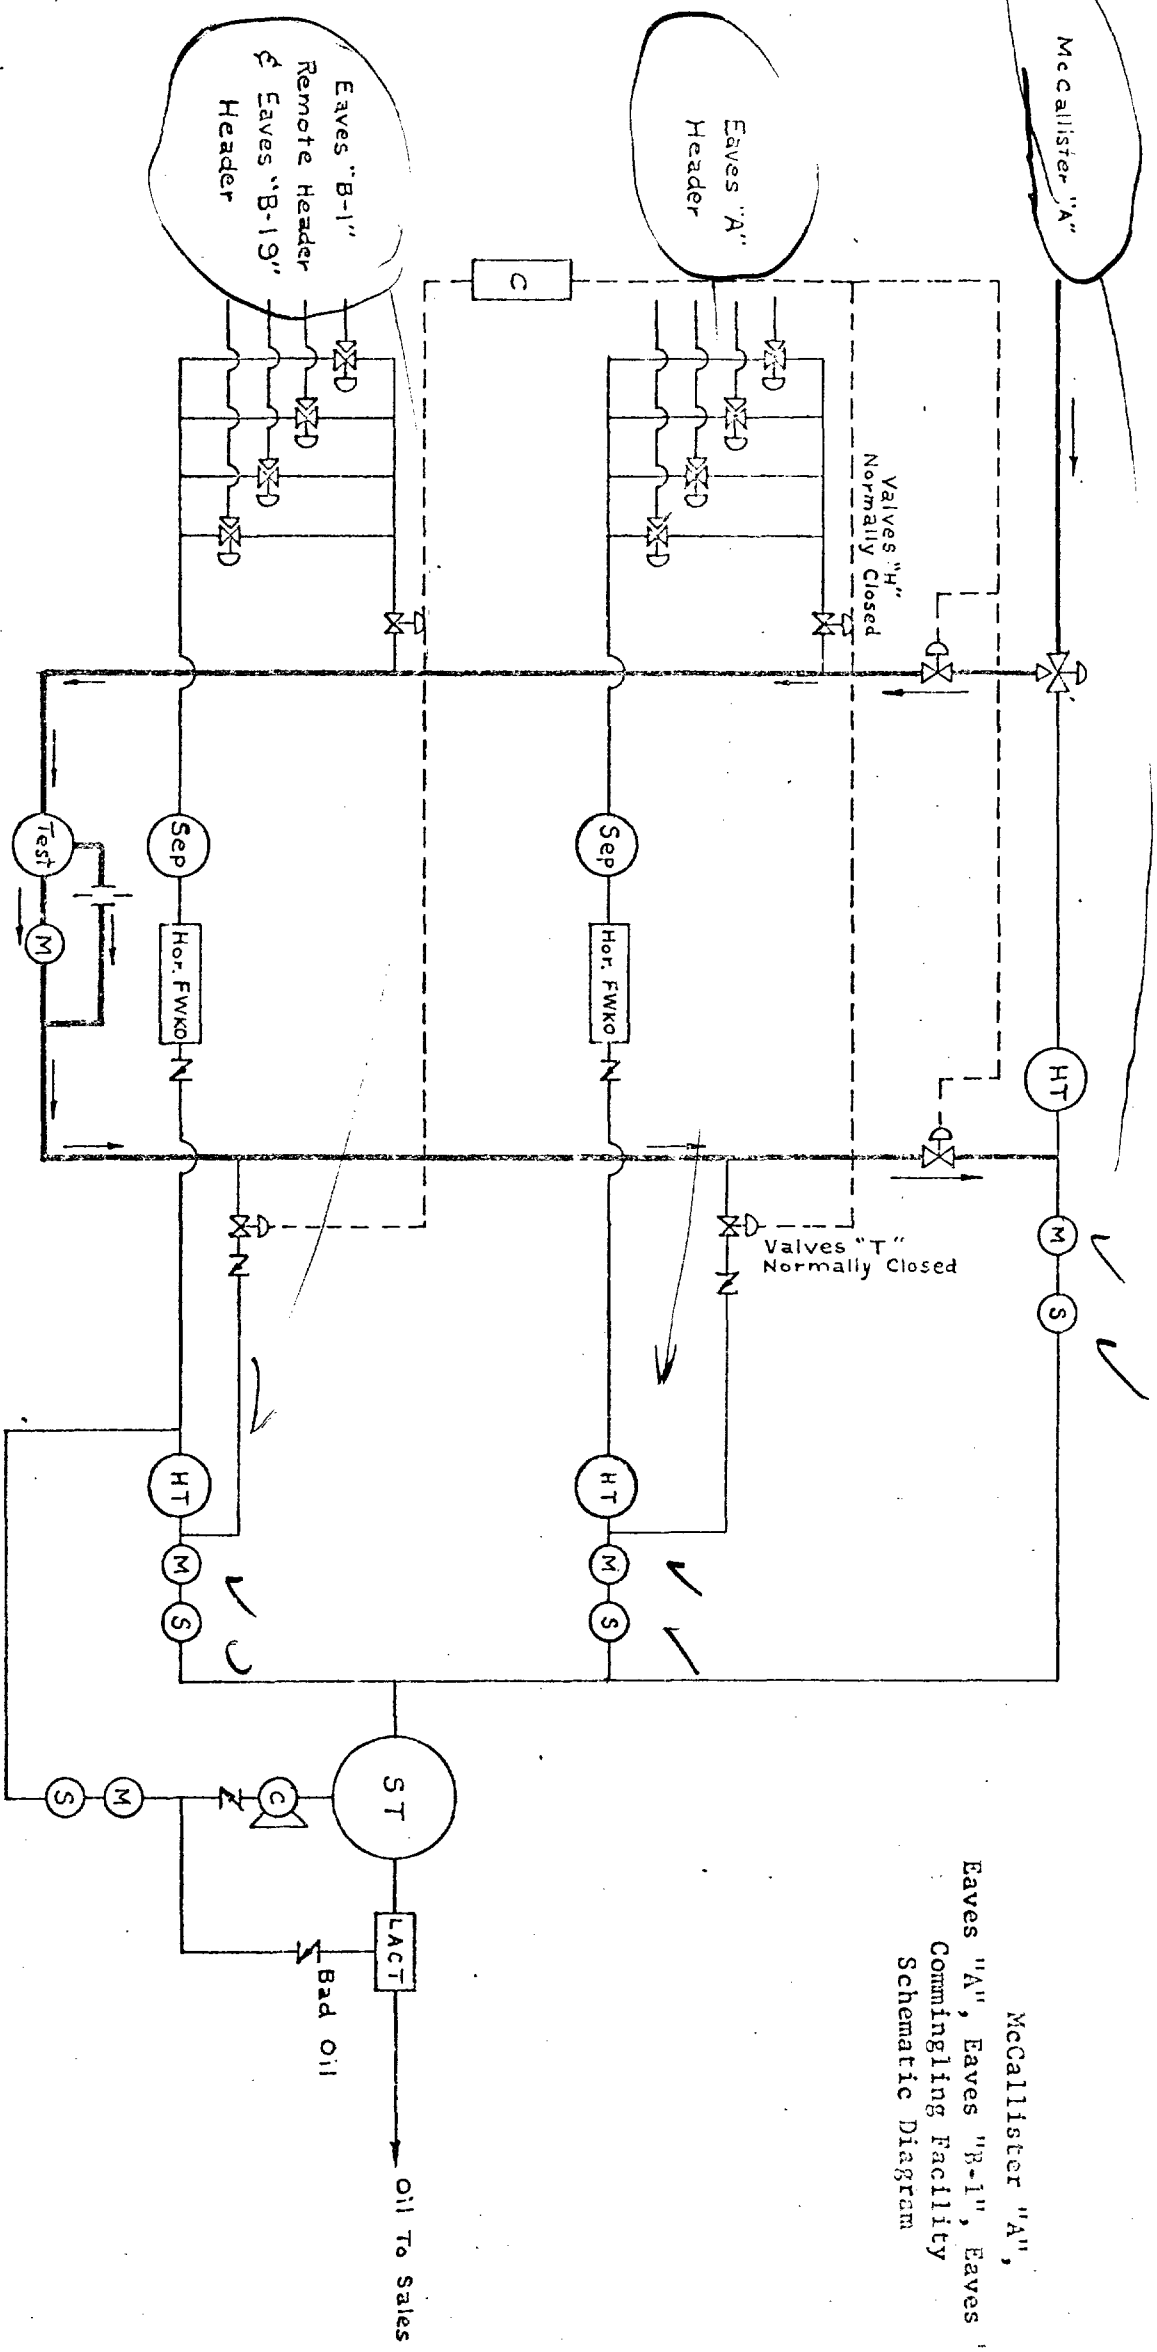 McCallister "A",
Eaves "A", Eaves "B-1", Eaves "
Commingling Facility
Schematic Diagram
McCallister "A"
HT
M
S
Eaves "A"
Header
Valves "H"
Normally Closed
Valves "T"
Normally Closed
Sep
Hor. FWKO
HT
M
S
C
Eaves "B-1"
Remote Header
& Eaves "B-19"
Header
Sep
Hor. FWKO
HT
M
S
Test
M
ST
LACT
Oil To Sales
C
Bad Oil
M
S